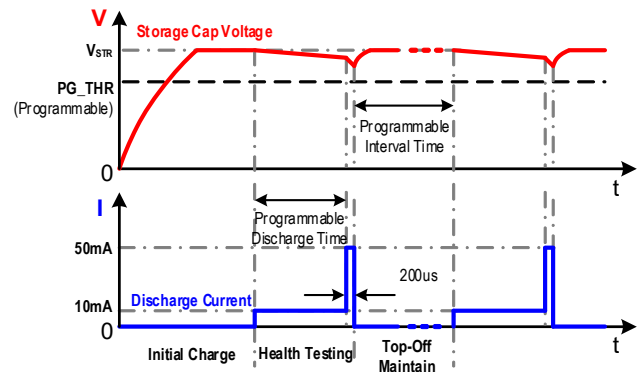 V
Storage Cap Voltage
VSTR
PG_THR
(Programmable)
Programmable
Interval Time
0
t
I
Programmable
Discharge Time
50mA
200us
10mA
Discharge Current
0
t
Initial Charge
Health Testing
Top-Off
Maintain